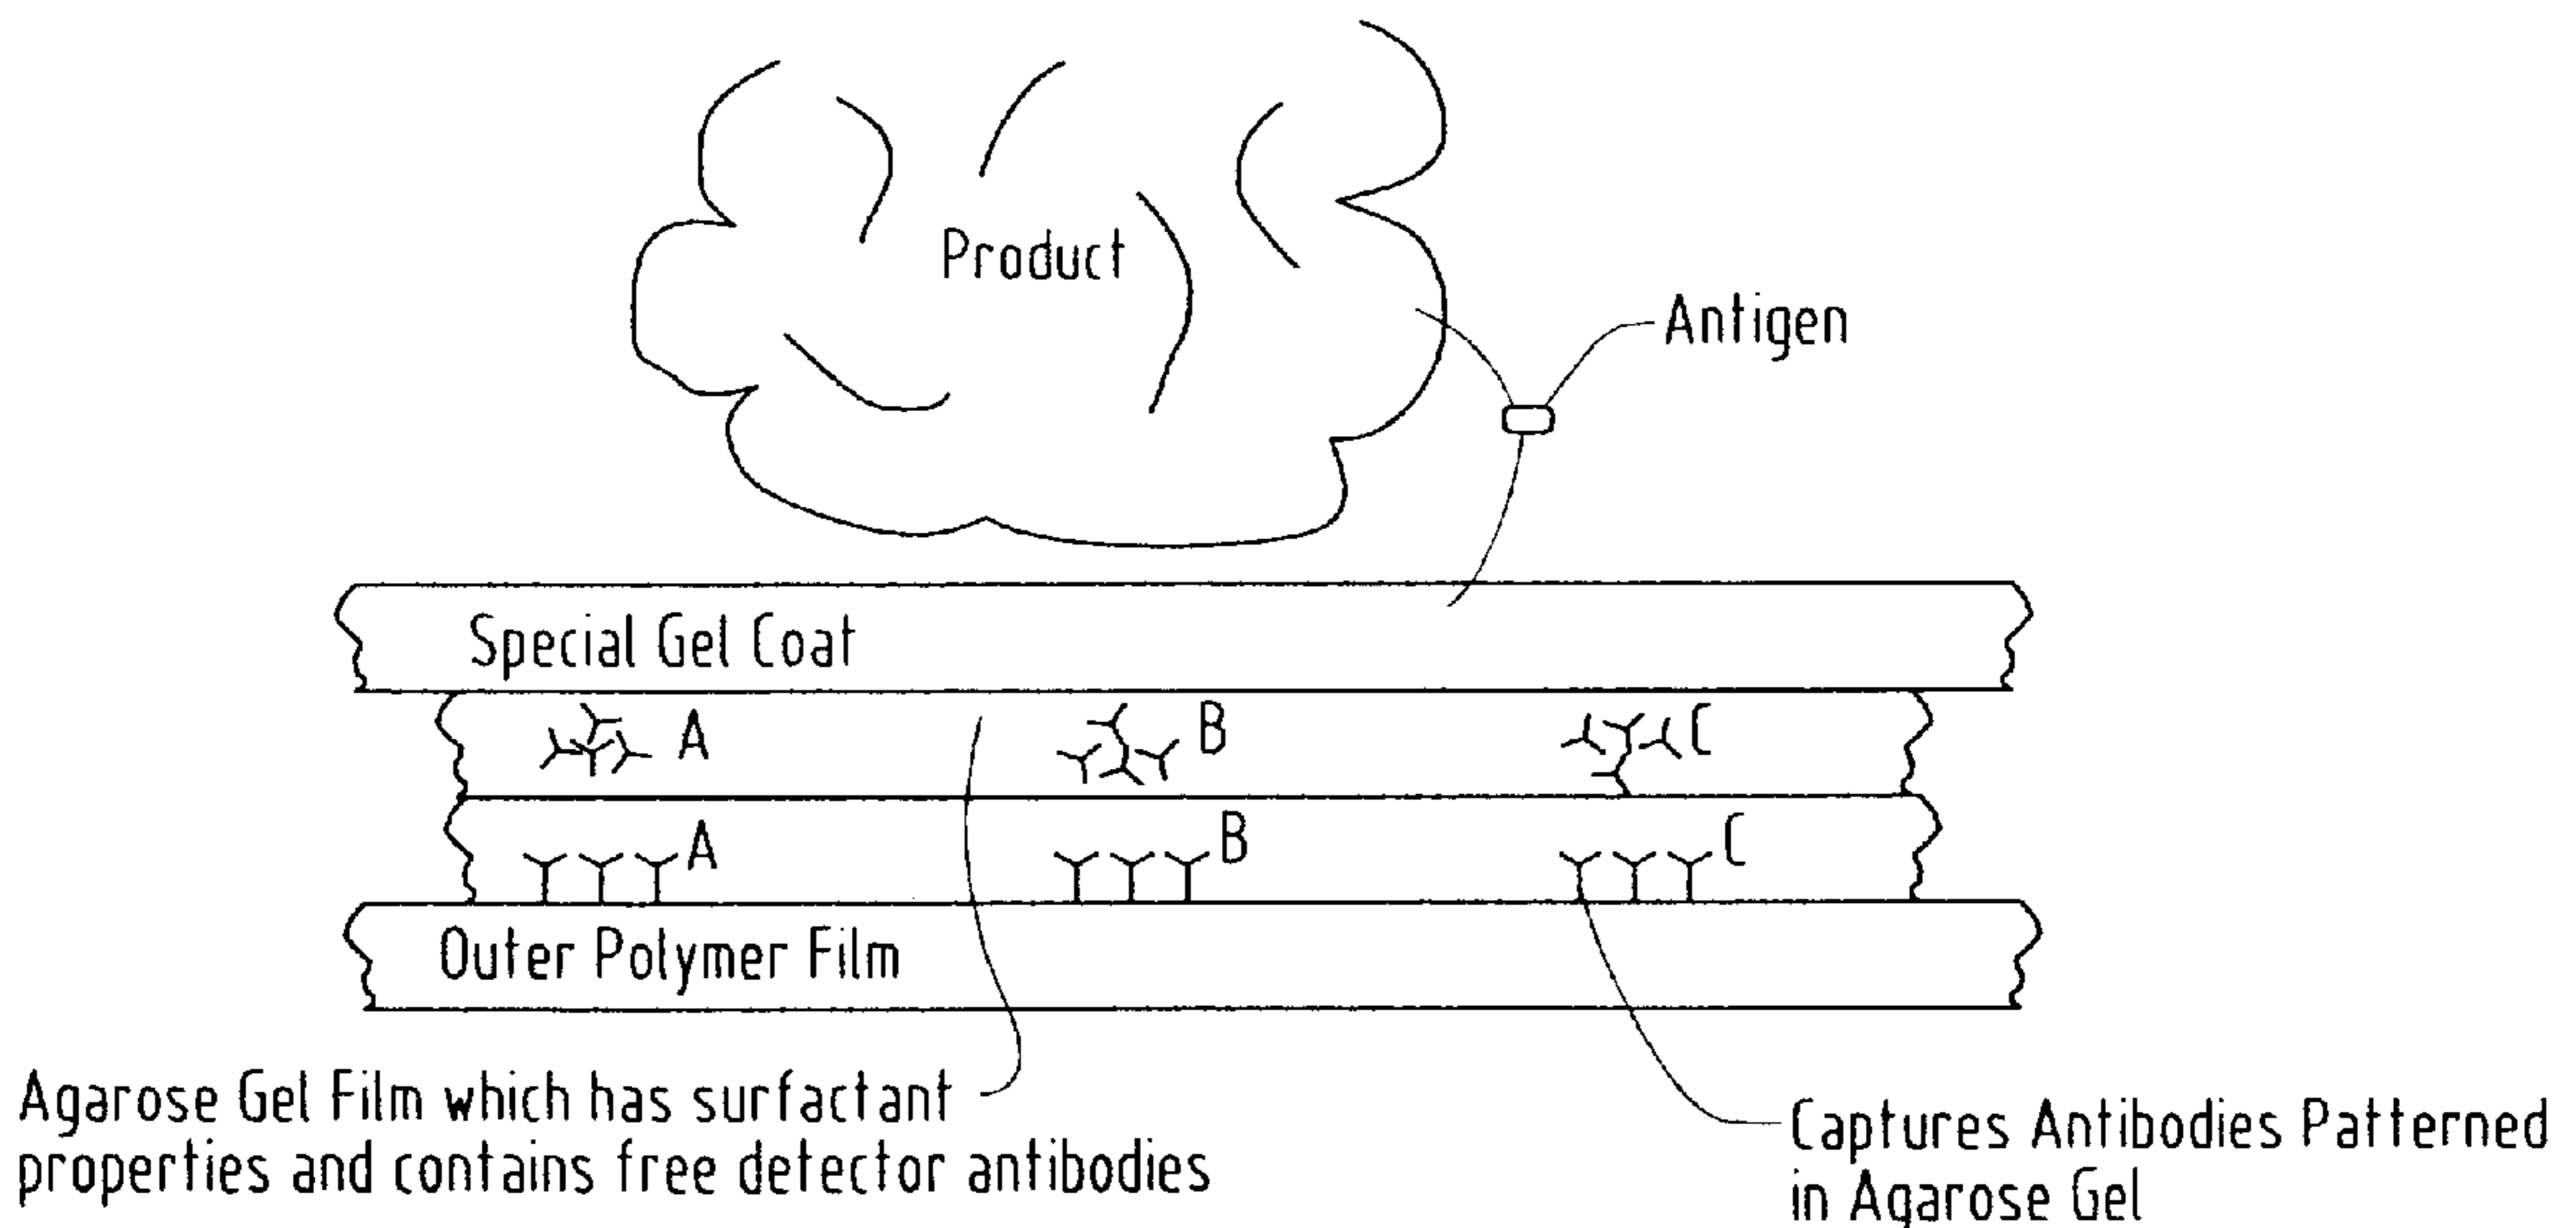 Product
Antigen
Special Gel Coat
A
B
C
A
B
C
Outer Polymer Film
Agarose Gel Film which has surfactant
properties and contains free detector antibodies
Captures Antibodies Patterned
in Agarose Gel